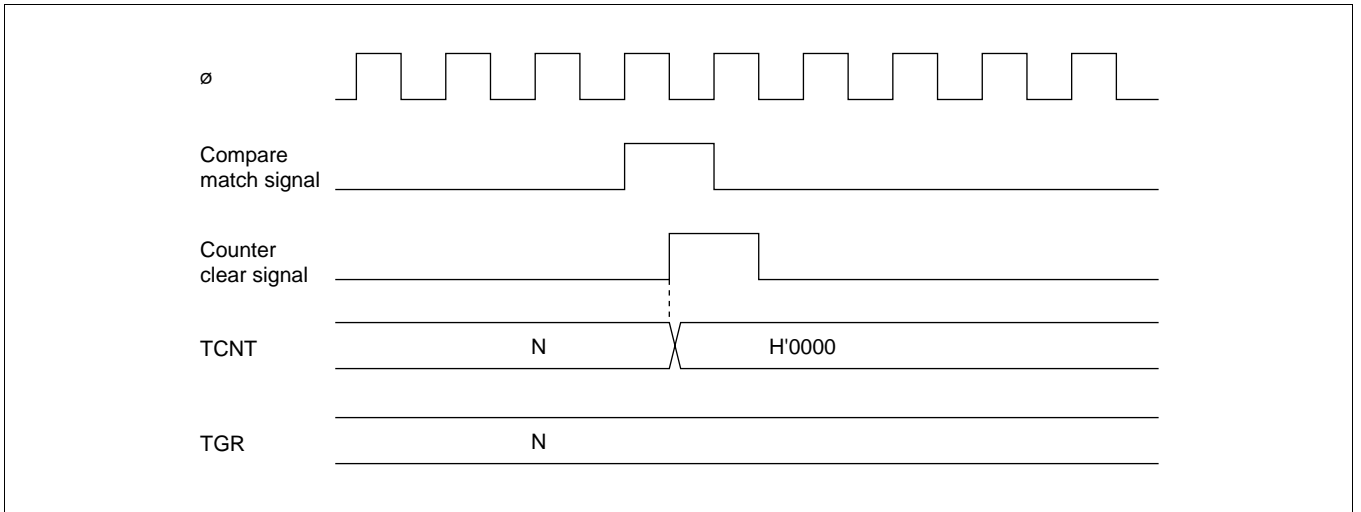 ø
Compare
match signal
Counter
clear signal
TCNT N H'0000
TGR N